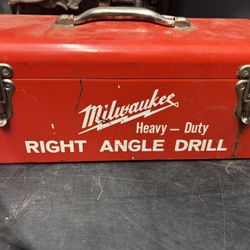 Milwaukee
Heavy — Duty
RIGHT ANGLE DRILL